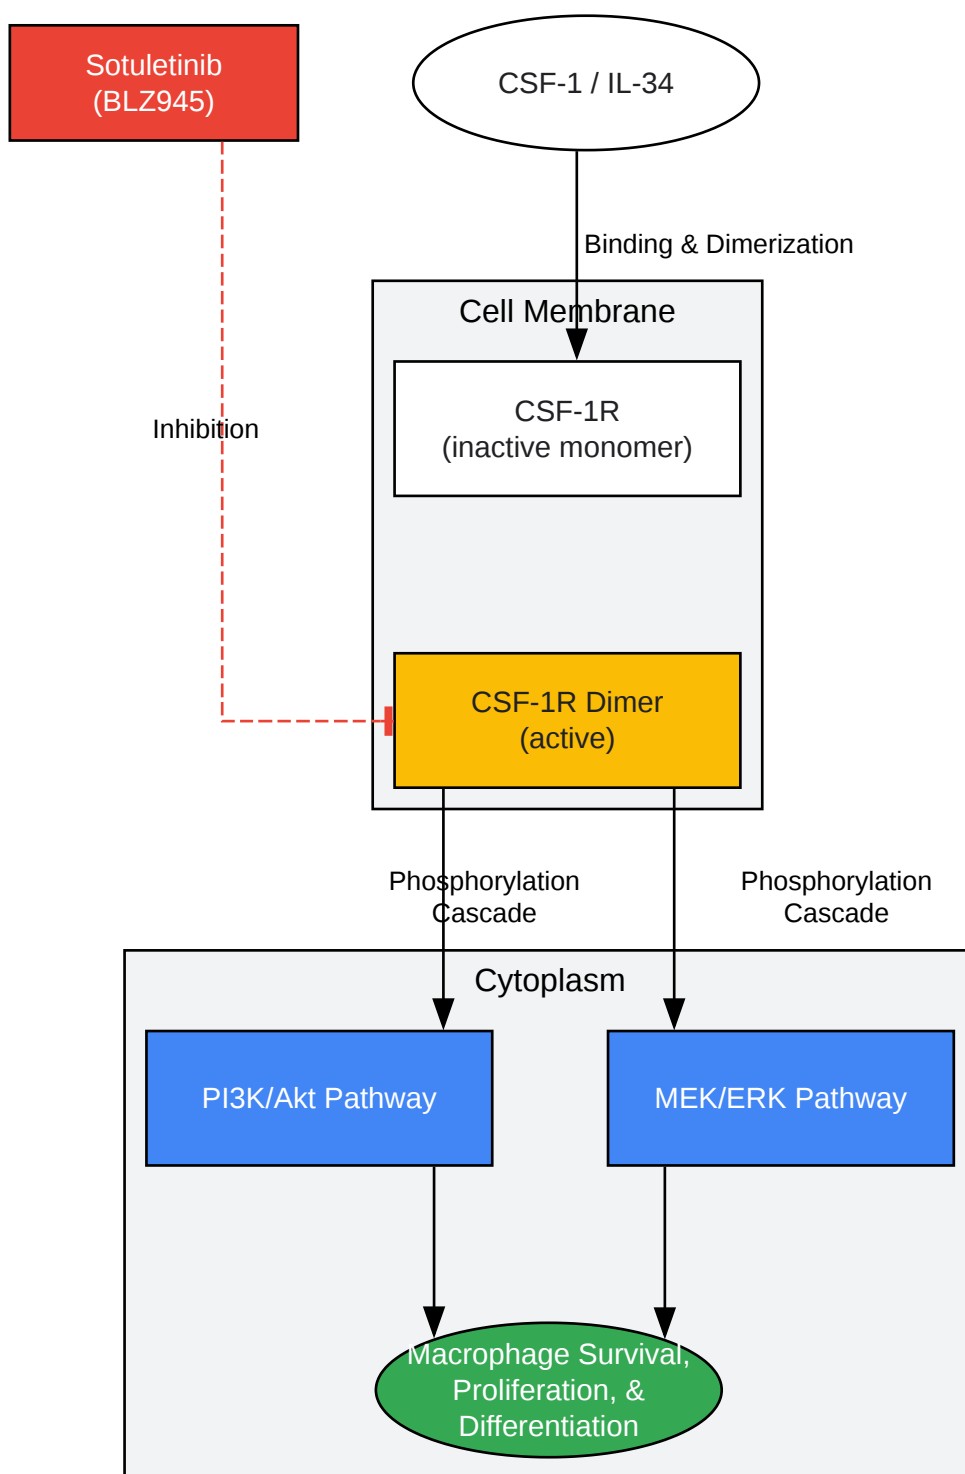 Sotuletinib
(BLZ945)
CSF-1 / IL-34
Binding & Dimerization
Cell Membrane
CSF-1R
(inactive monomer)
Inhibition
CSF-1R Dimer
(active)
Phosphorylation
Cascade
Phosphorylation
Cascade
Cytoplasm
PI3K/Akt Pathway
MEK/ERK Pathway
Macrophage Survival,
Proliferation, &
Differentiation